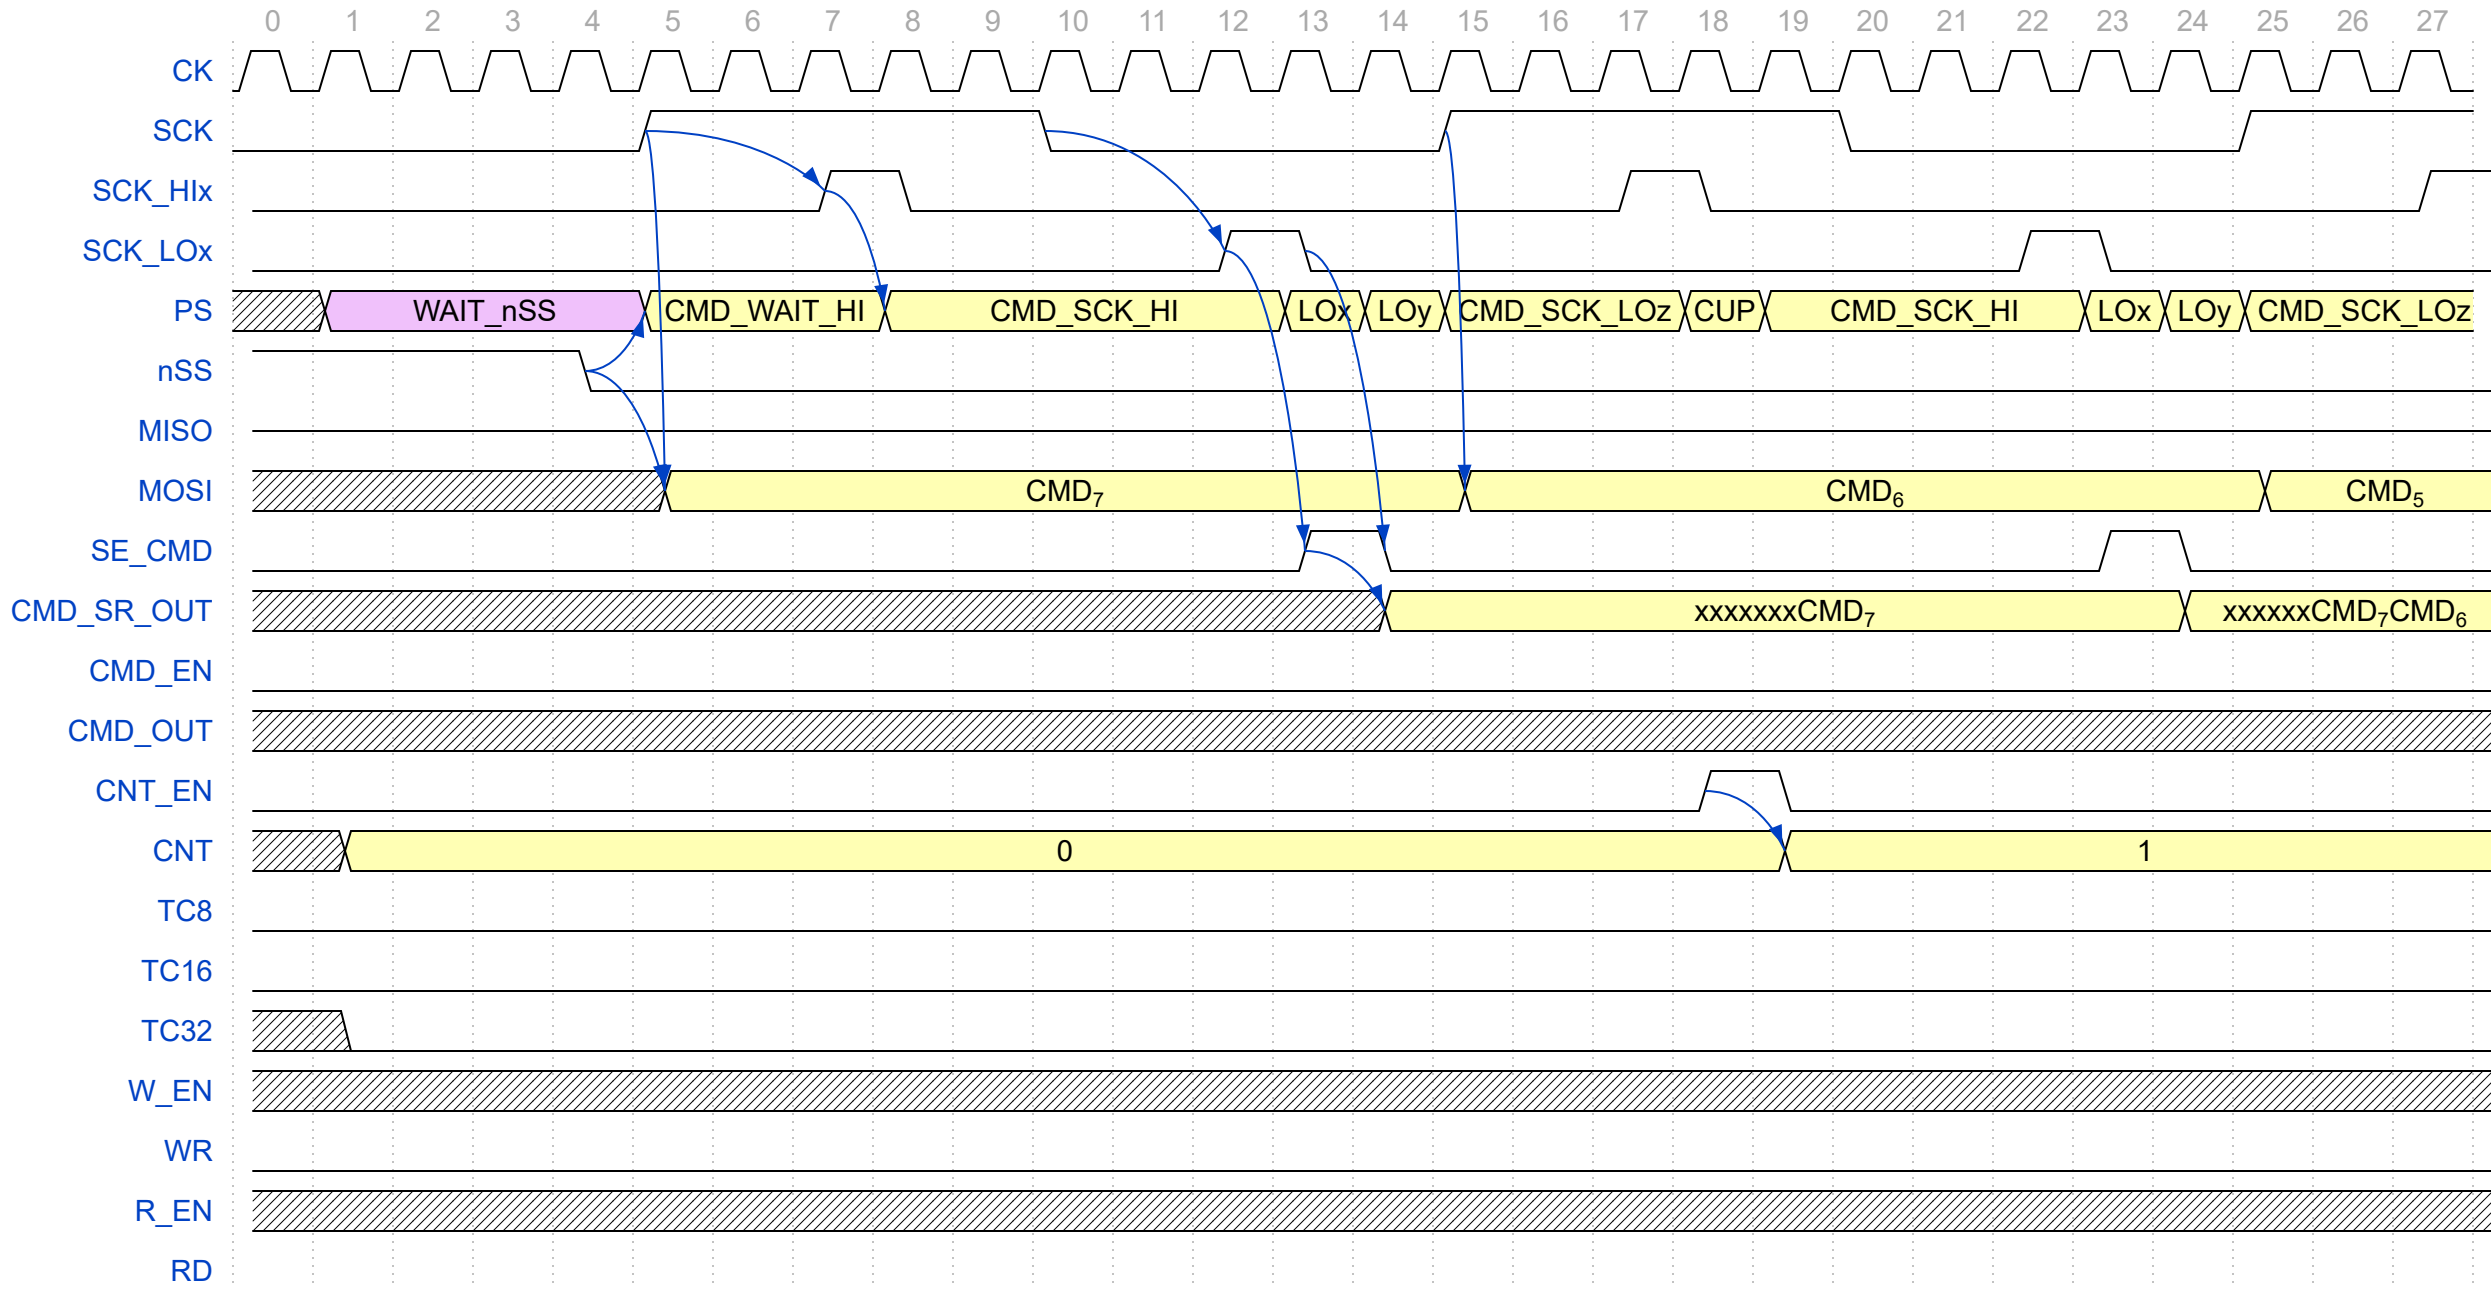 0 1 2 3 4 5 6 7 8 9 10 11 12 13 14 15 16 17 18 19 20 21 22 23 24 25 26 27
CK
SCK
SCK_HIx
SCK_LOx
PS WAIT_nSS CMD_WAIT_HI CMD_SCK_HI LOx LOy CMD_SCK_LOz CUP CMD_SCK_HI LOx LOy CMD_SCK_LOz
nSS
MISO
MOSI CMD₇ CMD₆ CMD₅
SE_CMD
CMD_SR_OUT xxxxxxxCMD₇ xxxxxxCMD₇CMD₆
CMD_EN
CMD_OUT
CNT_EN
CNT 0 1
TC8
TC16
TC32
W_EN
WR
R_EN
RD